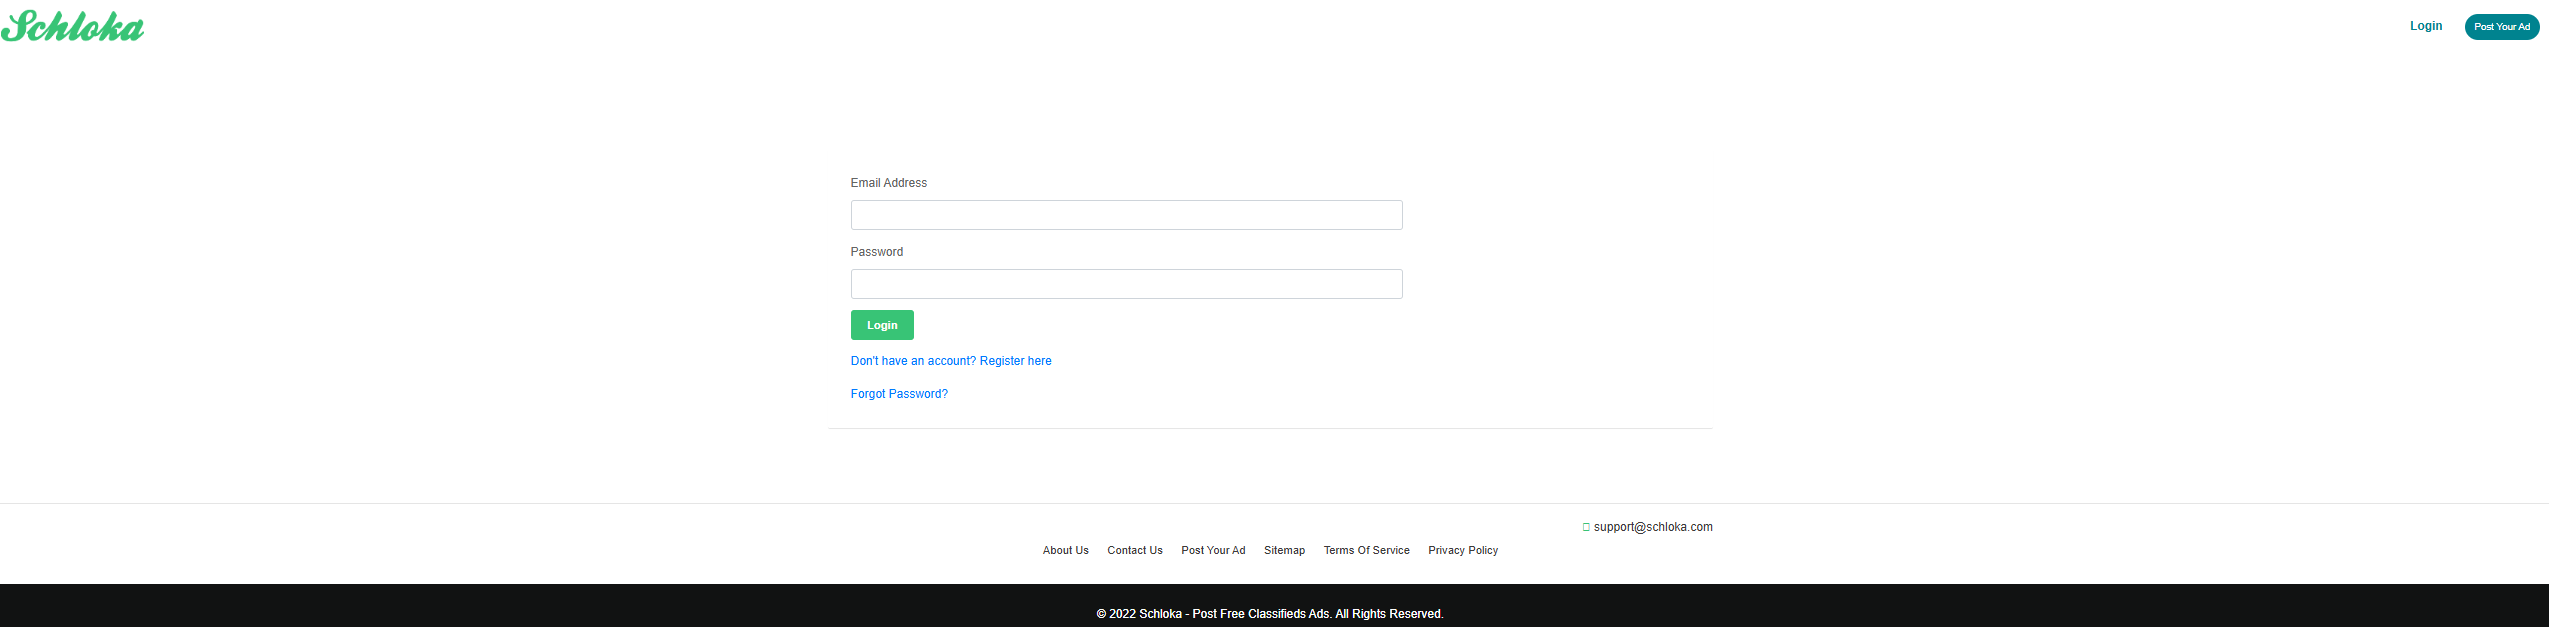 Schloka
Login
Post Your Ad
Email Address
Password
Login
Don't have an account? Register here
Forgot Password?
support@schloka.com
About Us Contact Us Post Your Ad Sitemap Terms Of Service Privacy Policy
© 2022 Schloka - Post Free Classifieds Ads. All Rights Reserved.